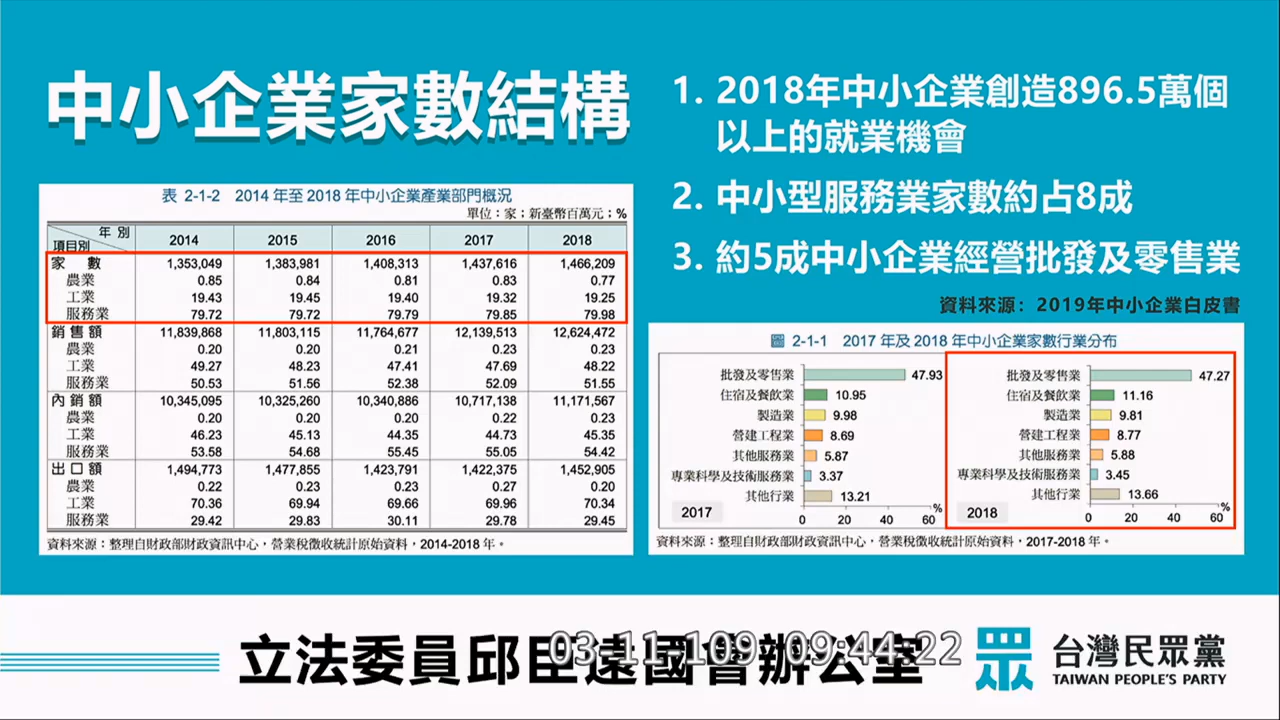 中小企業家數結構
1. 2018年中小企業創造896.5萬個
以上的就業機會
2. 中小型服務業家數約占8成
3. 約5成中小企業經營批發及零售業
資料來源：2019年中小企業白皮書
表 2-1-2 2014 年至 2018 年中小企業產業部門概況
單位：家；新臺幣百萬元；%
年 別
項目別 2014 2015 2016 2017 2018
家 數 1,353,049 1,383,981 1,408,313 1,437,616 1,466,209
農業 0.85 0.84 0.81 0.83 0.77
工業 19.43 19.45 19.40 19.32 19.25
服務業 79.72 79.72 79.79 79.85 79.98
銷售額 11,839,868 11,803,115 11,764,677 12,139,513 12,624,472
農業 0.20 0.20 0.21 0.23 0.23
工業 49.27 48.23 47.41 47.69 48.22
服務業 50.53 51.56 52.38 52.09 51.55
內銷額 10,345,095 10,325,260 10,340,886 10,717,138 11,171,567
農業 0.20 0.20 0.20 0.22 0.23
工業 46.23 45.13 44.35 44.73 45.35
服務業 53.58 54.68 55.45 55.05 54.42
出口額 1,494,773 1,477,855 1,423,791 1,422,375 1,452,905
農業 0.22 0.23 0.23 0.27 0.20
工業 70.36 69.94 69.66 69.96 70.34
服務業 29.42 29.83 30.11 29.78 29.45
資料來源：整理自財政部財政資訊中心，營業稅徵收統計原始資料，2014-2018 年。
圖 2-1-1 2017 年及 2018 年中小企業家數行業分布
批發及零售業 47.93
住宿及餐飲業 10.95
製造業 9.98
營建工程業 8.69
其他服務業 5.87
專業科學及技術服務業 3.37
其他行業 13.21
2017
0 20 40 60 %
批發及零售業 47.27
住宿及餐飲業 11.16
製造業 9.81
營建工程業 8.77
其他服務業 5.88
專業科學及技術服務業 3.45
其他行業 13.66
2018
0 20 40 60 %
資料來源：整理自財政部財政資訊中心，營業稅徵收統計原始資料，2017-2018 年。
立法委員邱臣遠國會辦公室
03-11-109 09:44:22
眾 台灣民眾黨
TAIWAN PEOPLE'S PARTY